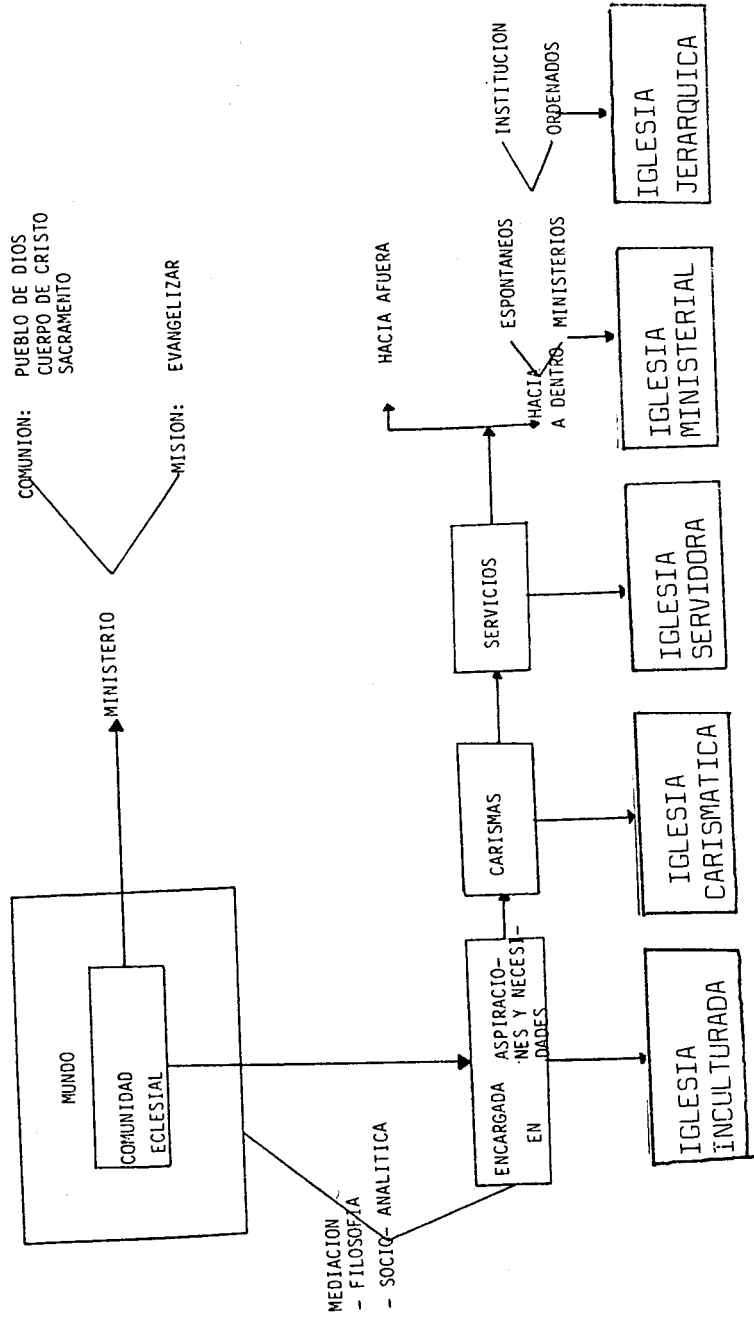 MUNDO
COMUNIDAD
ECLESIAL
MINISTERIO
COMUNION: PUEBLO DE DIOS
CUERPO DE CRISTO
SACRAMENTO
MISION: EVANGELIZAR
MEDIACION
- FILOSOFIA
- SOCIO- ANALITICA
ENCARGADA
EN
ASPIRACIO-
NES Y NECESI-
DADES
CARISMAS
SERVICIOS
HACIA AFUERA
HACIA
A DENTRO
ESPONTANEOS
MINISTERIOS
INSTITUCION
ORDENADOS
IGLESIA
INCULTURADA
IGLESIA
CARISMATICA
IGLESIA
SERVIDORA
IGLESIA
MINISTERIAL
IGLESIA
JERARQUICA